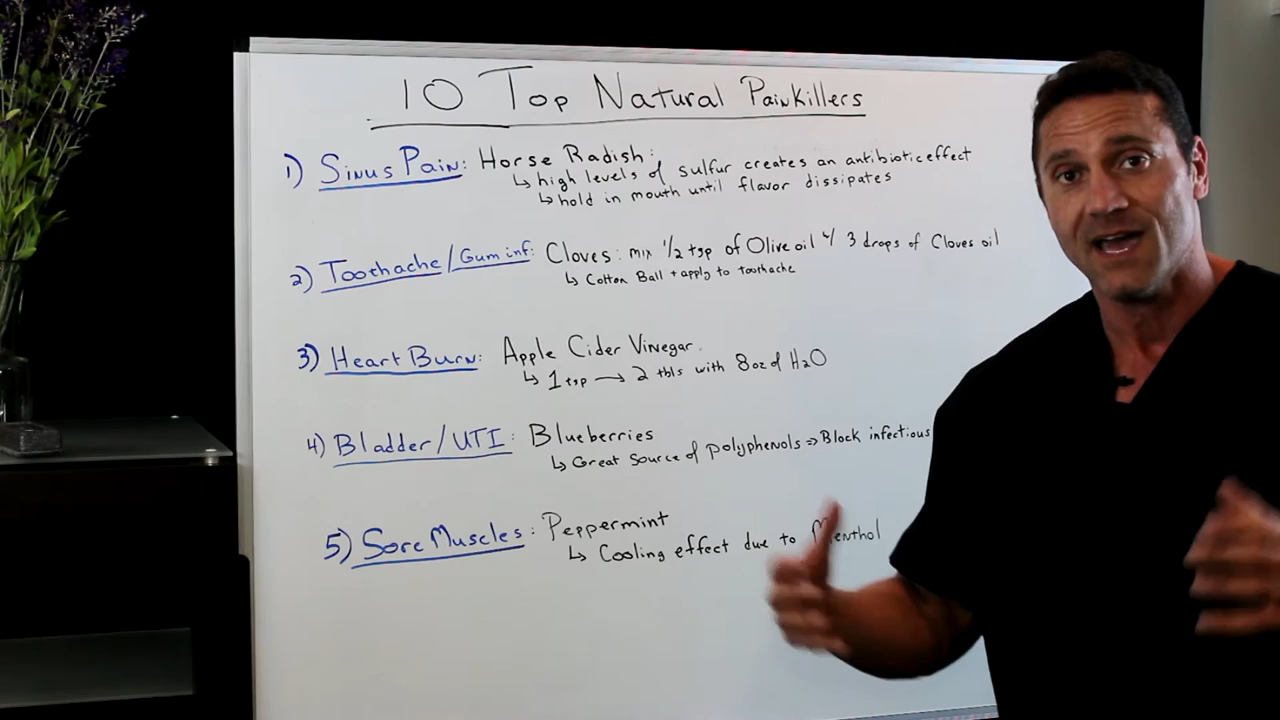 10 Top Natural Painkillers
1) Sinus Pain: Horse Radish:
↳ high levels of sulfur creates an antibiotic effect
↳ hold in mouth until flavor dissipates
2) Toothache/Gum inf: Cloves: mix 1/2 tsp of Olive oil w/ 3 drops of Cloves oil
↳ Cotton Ball + apply to toothache
3) Heart Burn: Apple Cider Vinegar
↳ 1 tsp → 2 tbls with 8oz of H2O
4) Bladder/UTI: Blueberries
↳ Great source of polyphenols ⇒ Block infectious
5) Sore Muscles: Peppermint
↳ Cooling effect due to Menthol